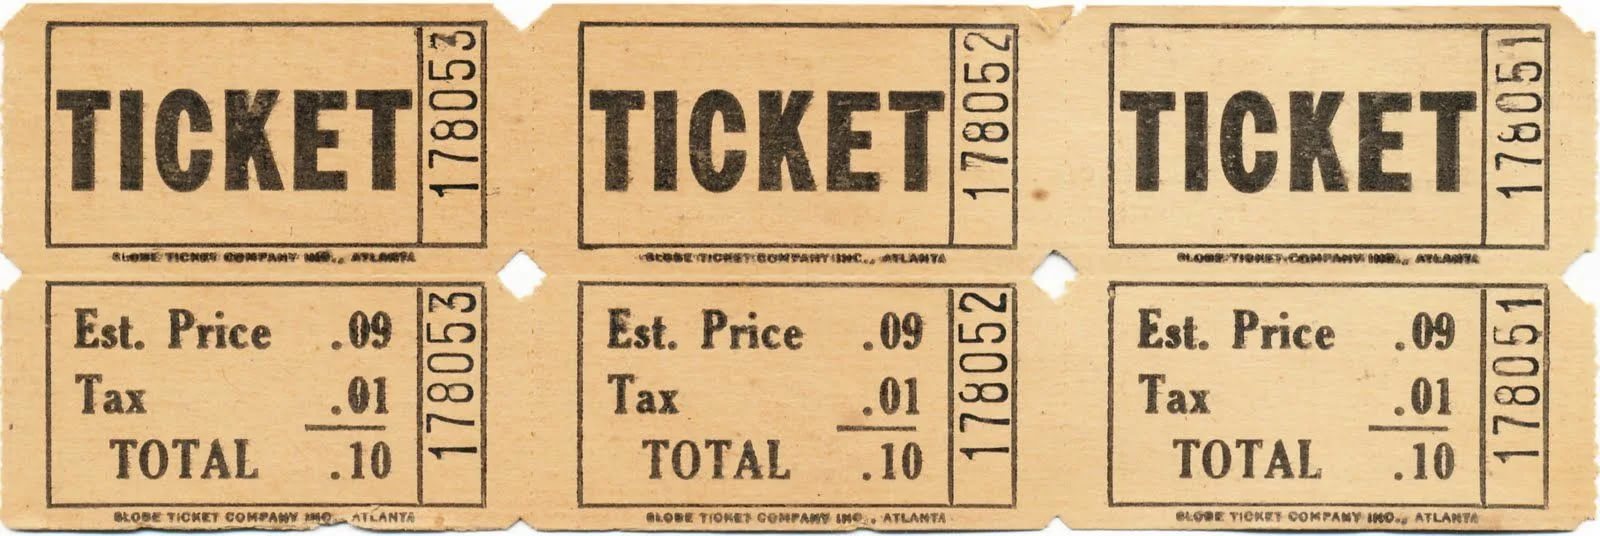 TICKET
178053
GLOBE TICKET COMPANY INC., ATLANTA
TICKET
178052
GLOBE TICKET COMPANY INC., ATLANTA
TICKET
178051
GLOBE TICKET COMPANY INC., ATLANTA
Est. Price .09
Tax .01
TOTAL .10
178053
GLOBE TICKET COMPANY INC., ATLANTA
Est. Price .09
Tax .01
TOTAL .10
178052
GLOBE TICKET COMPANY INC., ATLANTA
Est. Price .09
Tax .01
TOTAL .10
178051
GLOBE TICKET COMPANY INC., ATLANTA